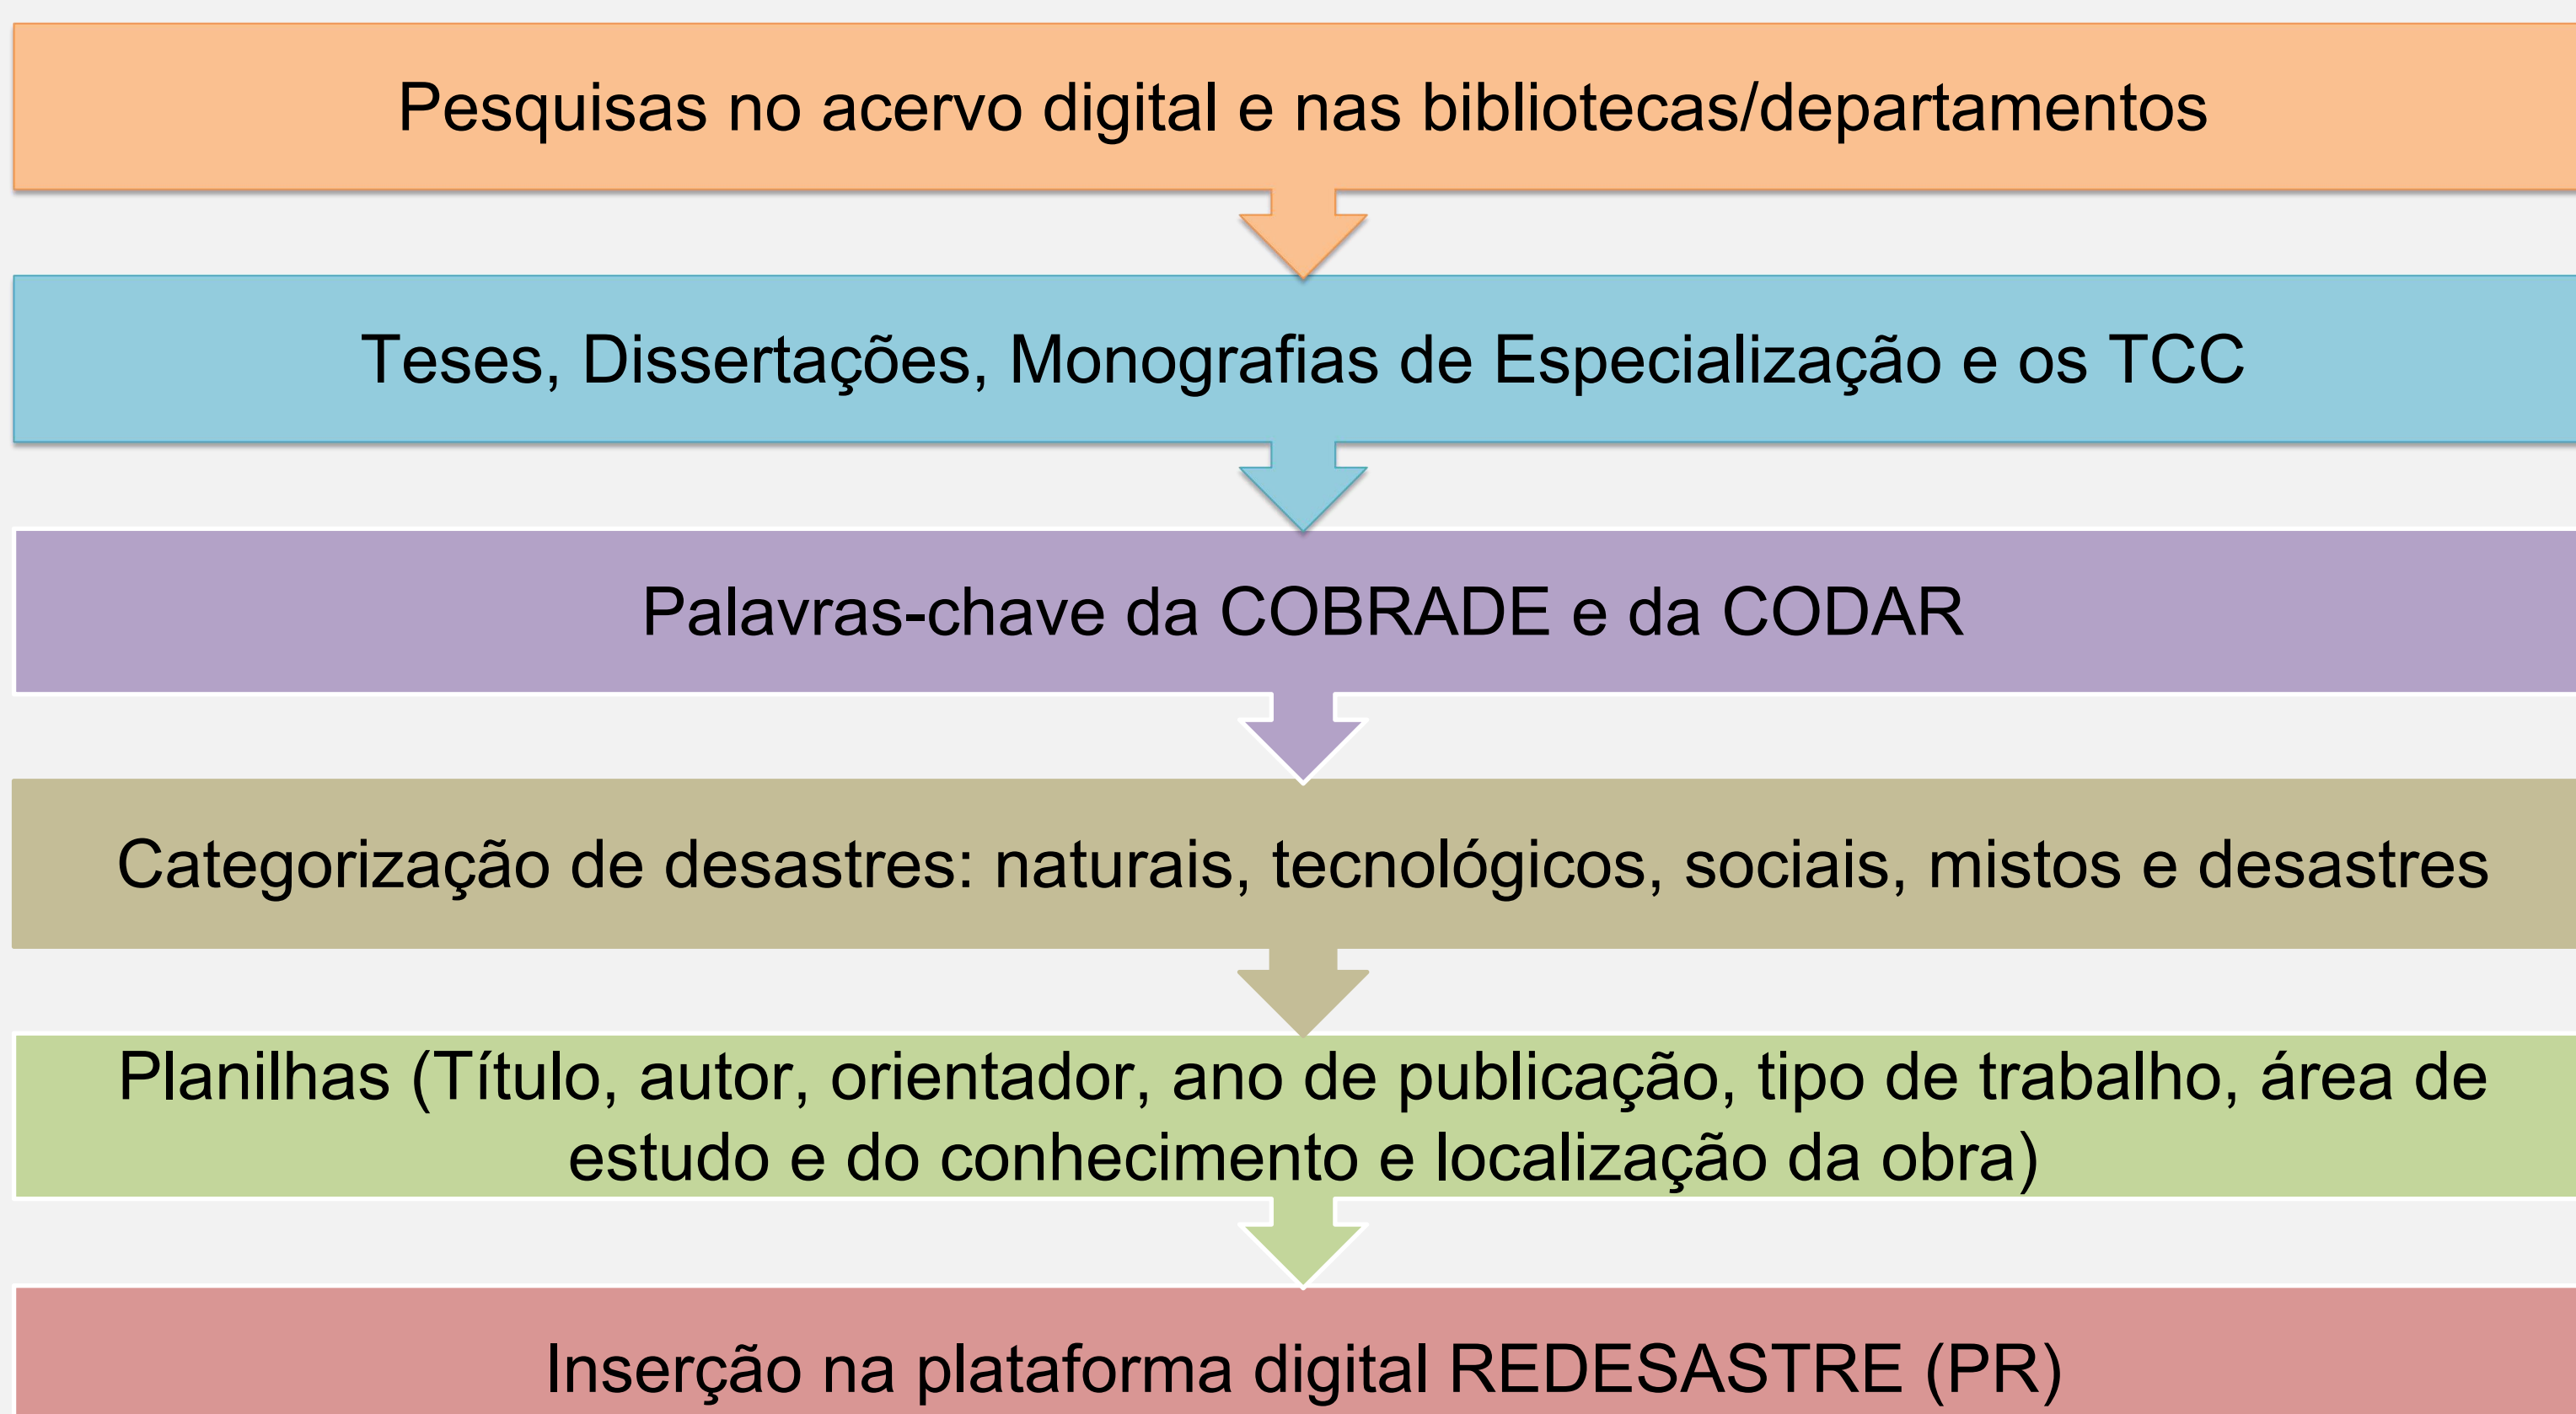 Pesquisas no acervo digital e nas bibliotecas/departamentos
Teses, Dissertações, Monografias de Especialização e os TCC
Palavras-chave da COBRADE e da CODAR
Categorização de desastres: naturais, tecnológicos, sociais, mistos e desastres
Planilhas (Título, autor, orientador, ano de publicação, tipo de trabalho, área de
estudo e do conhecimento e localização da obra)
Inserção na plataforma digital REDESASTRE (PR)